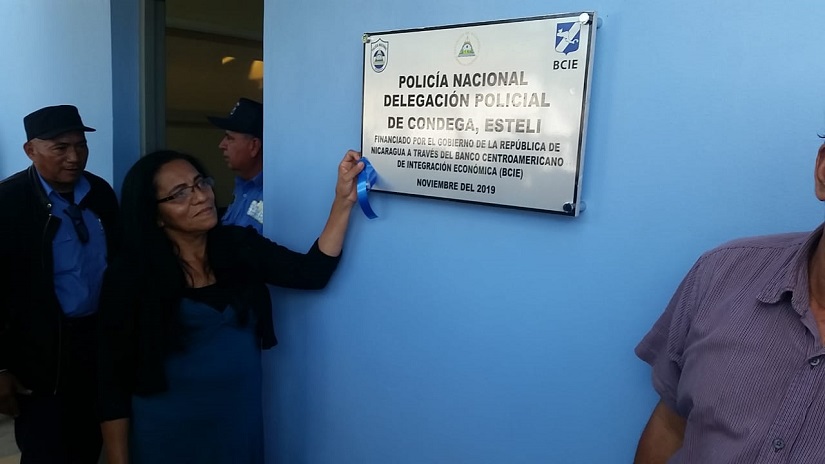 BCIE
POLICÍA NACIONAL
DELEGACIÓN POLICIAL
DE CONDEGA, ESTELI
FINANCIADO POR EL GOBIERNO DE LA REPÚBLICA DE
NICARAGUA A TRAVÉS DEL BANCO CENTROAMERICANO
DE INTEGRACIÓN ECONÓMICA (BCIE)
NOVIEMBRE DEL 2019